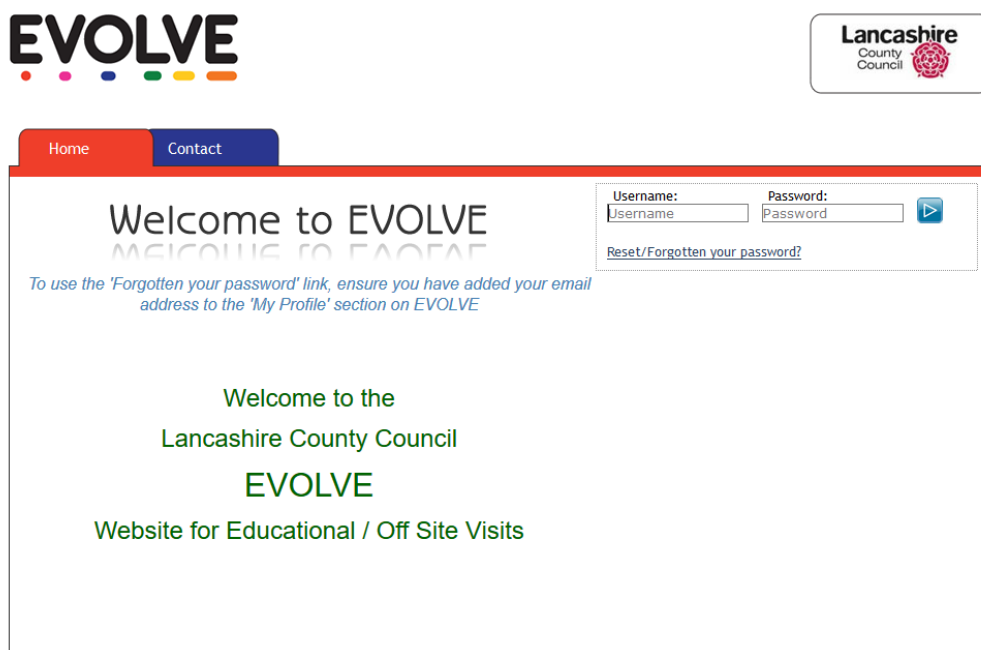 EVOLVE
Lancashire
County
Council
Home
Contact
Username:
Password:
Username
Password
Reset/Forgotten your password?
Welcome to EVOLVE
To use the 'Forgotten your password' link, ensure you have added your email
address to the 'My Profile' section on EVOLVE
Welcome to the
Lancashire County Council
EVOLVE
Website for Educational / Off Site Visits